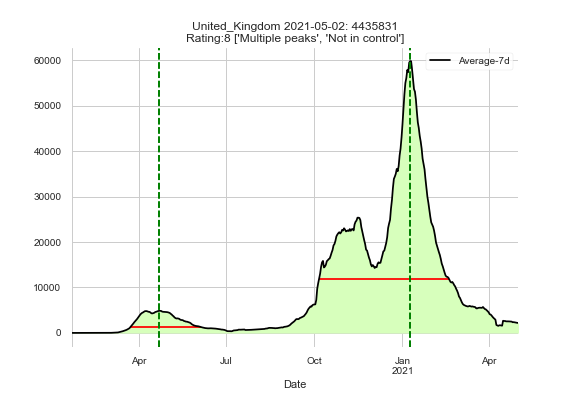 United_Kingdom 2021-05-02: 4435831
Rating:8 ['Multiple peaks', 'Not in control']
Average-7d
60000
50000
40000
30000
20000
10000
0
Apr
Jul
Oct
Jan
2021
Apr
Date